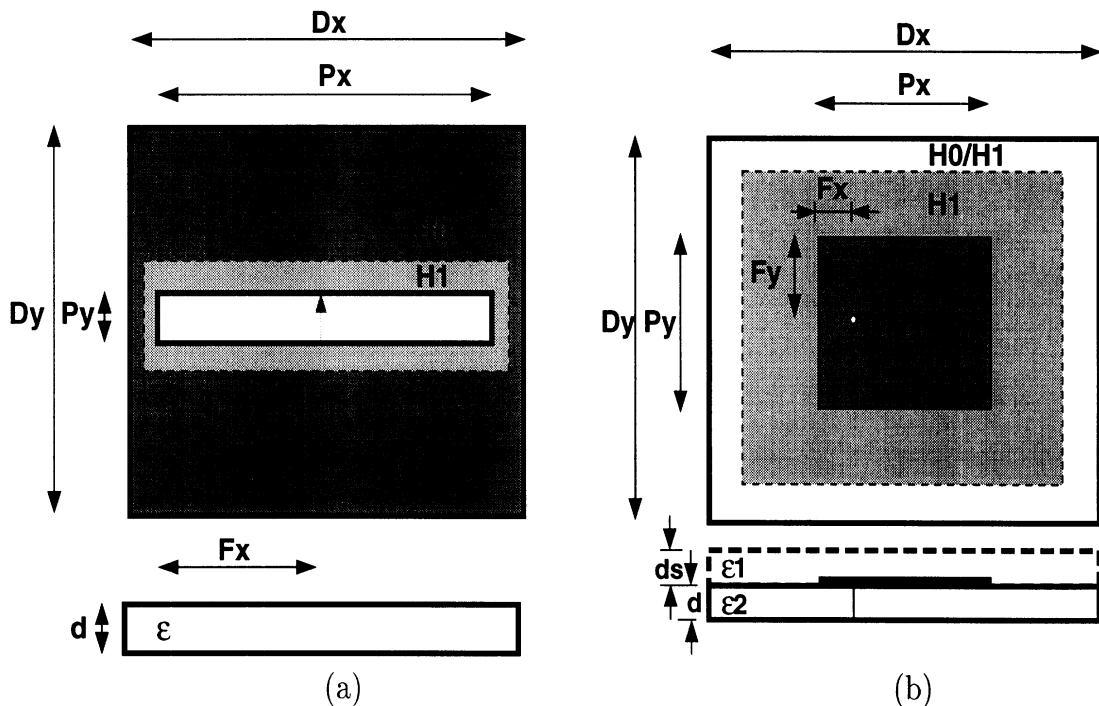 Dx
Px
H1
Dy Py
Fx
d
ε
(a)
Dx
Px
H0/H1
Fx
H1
Fy
Dy Py
ds
ε1
d
ε2
(b)